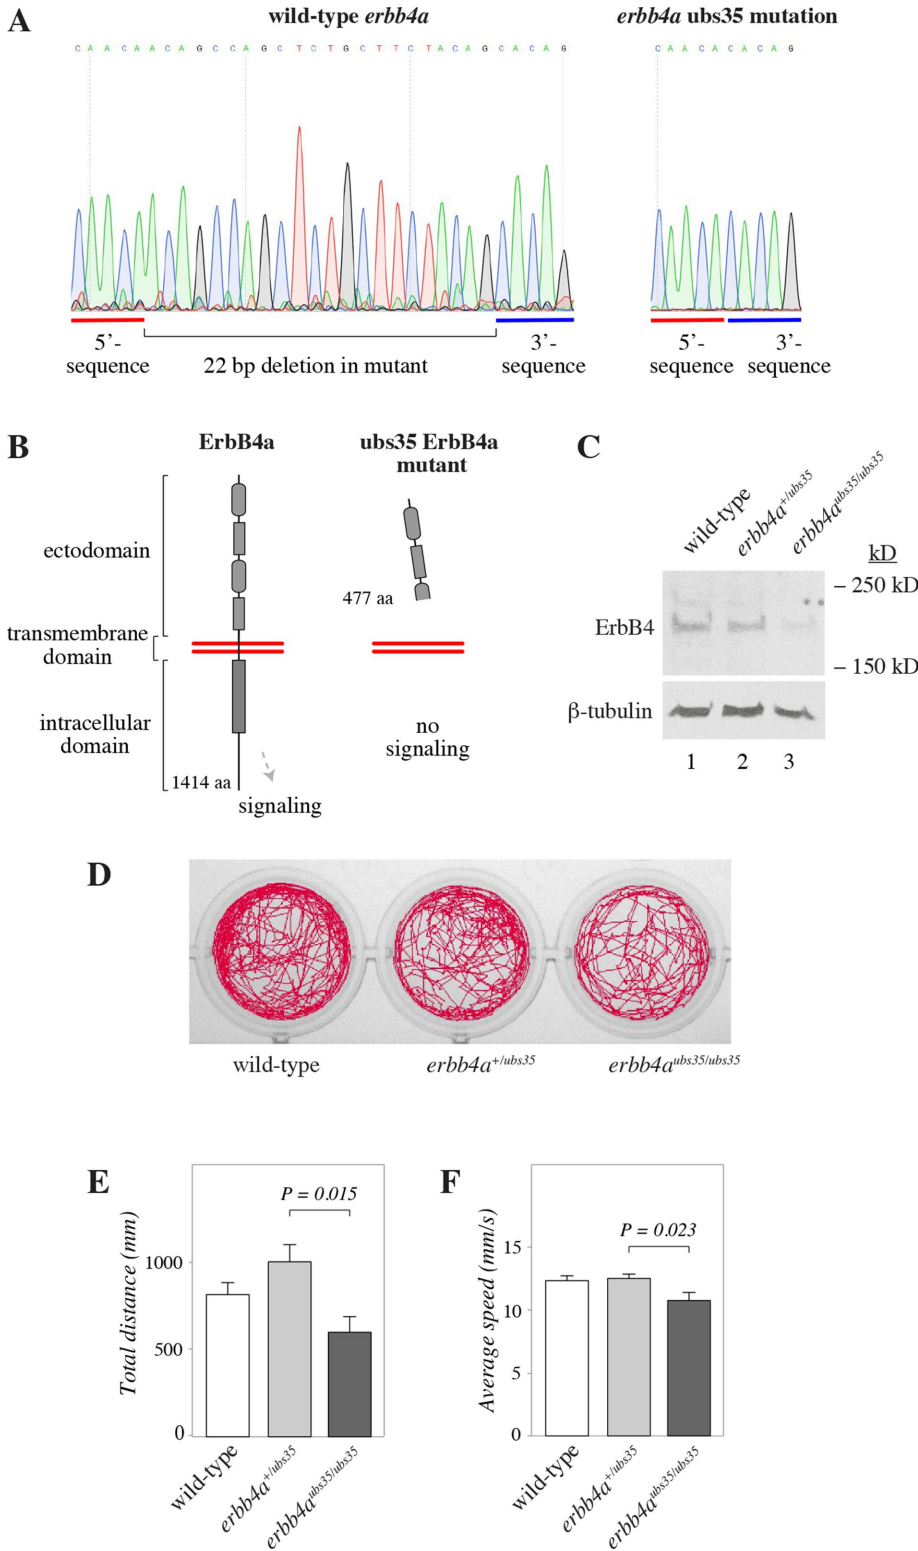 A
wild-type erbb4a
erbb4a ubs35 mutation
C A A C A A C A G C C A G C T C T G C T T C T A C A G C A C A G
C A A C A C A C A G
5’-
sequence
22 bp deletion in mutant
3’-
sequence
5’-
sequence
3’-
sequence
B
ErbB4a
ubs35 ErbB4a
mutant
ectodomain
477 aa
transmembrane
domain
intracellular
domain
no
signaling
1414 aa
signaling
C
wild-type
erbb4a+/ubs35
erbb4aubs35/ubs35
kD
– 250 kD
ErbB4
– 150 kD
β-tubulin
1 2 3
D
wild-type
erbb4a+/ubs35
erbb4aubs35/ubs35
E
P = 0.015
Total distance (mm)
1000
500
0
wild-type
erbb4a+/ubs35
erbb4aubs35/ubs35
F
P = 0.023
Average speed (mm/s)
15
10
5
0
wild-type
erbb4a+/ubs35
erbb4aubs35/ubs35